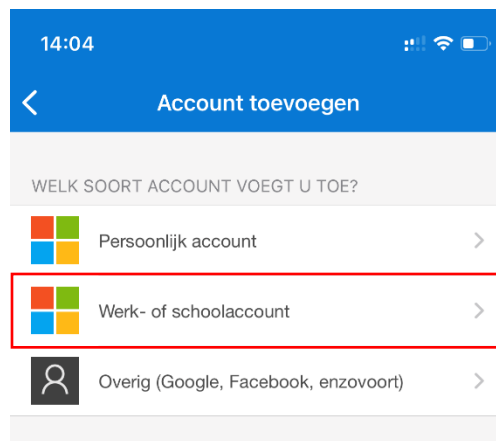 14:04
Account toevoegen
WELK SOORT ACCOUNT VOEGT U TOE?
Persoonlijk account
Werk- of schoolaccount
Overig (Google, Facebook, enzovoort)